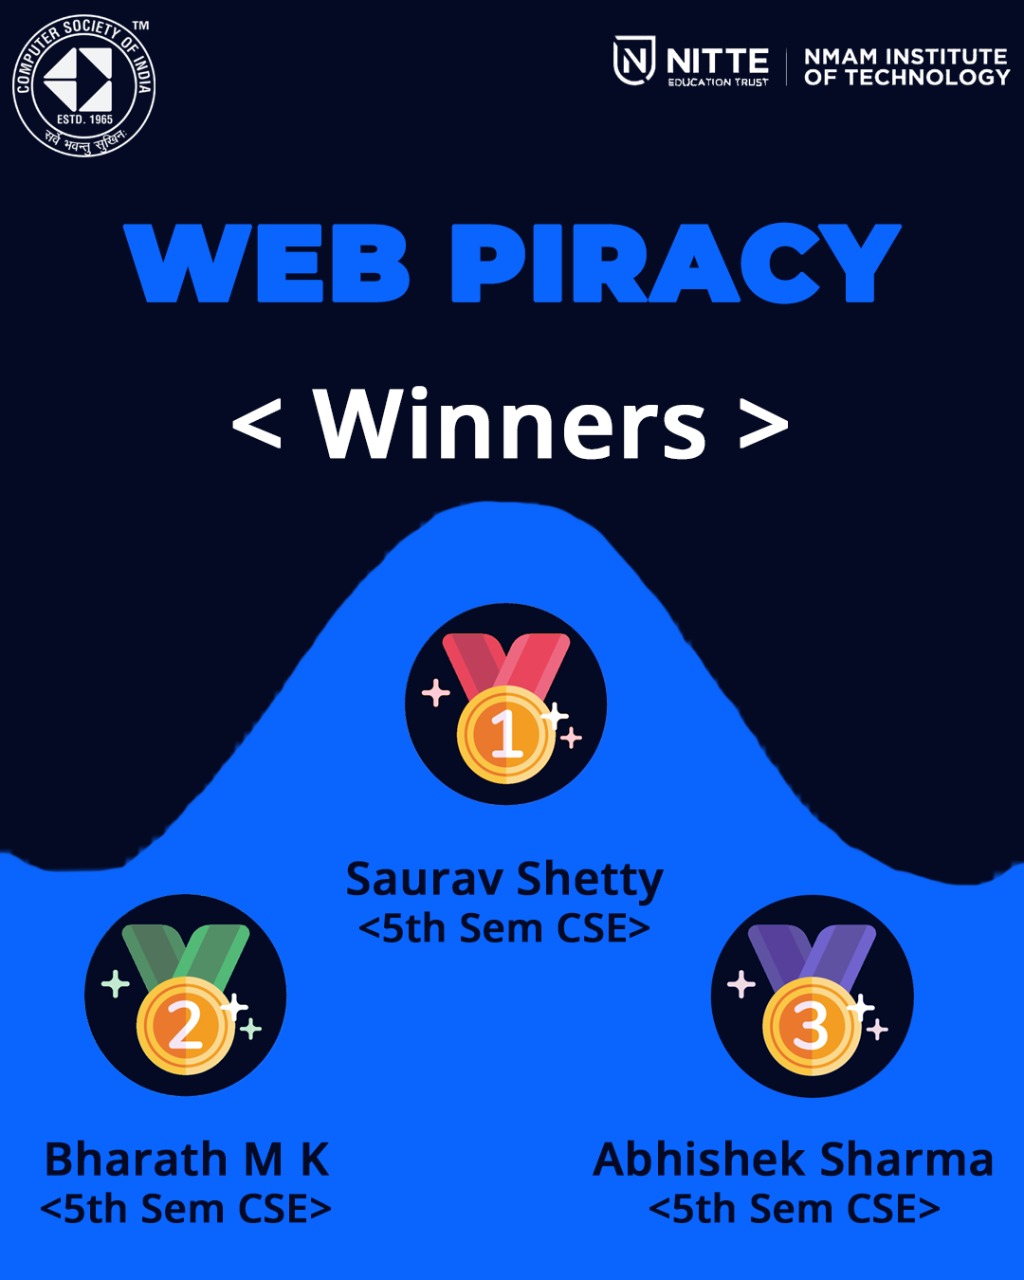 COMPUTER SOCIETY OF INDIA
TM
ESTD. 1965
सर्वे भवन्तु सुखिनः
N NITTE
EDUCATION TRUST
NMAM INSTITUTE
OF TECHNOLOGY
WEB PIRACY
< Winners >
1
Saurav Shetty
<5th Sem CSE>
2
Bharath M K
<5th Sem CSE>
3
Abhishek Sharma
<5th Sem CSE>